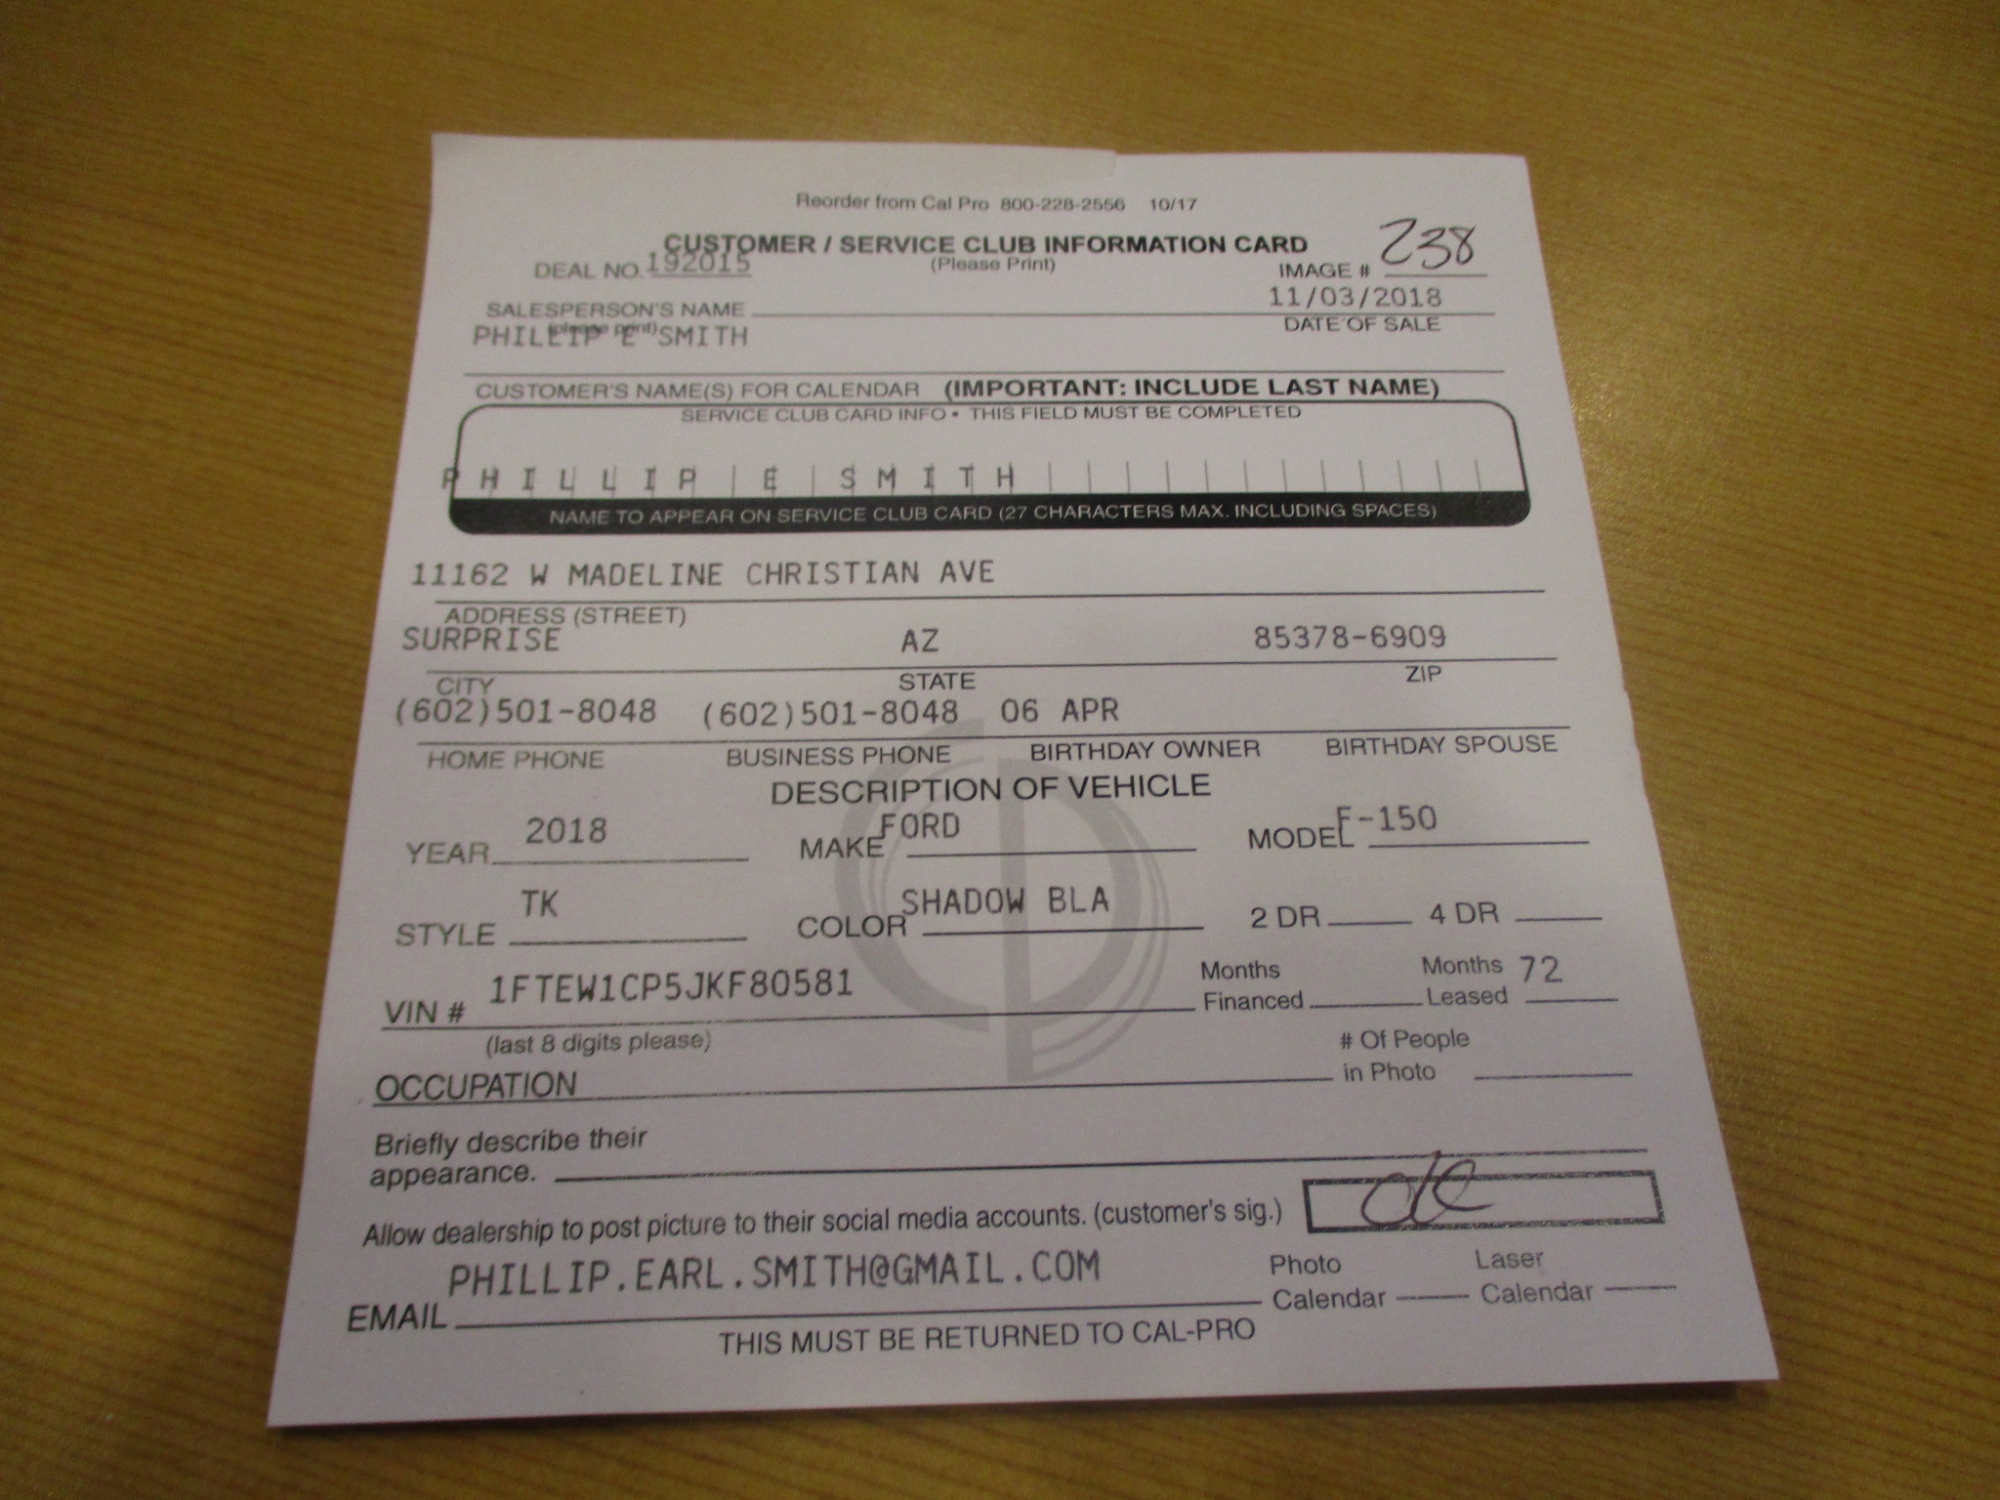 Reorder from Cal Pro 800-228-2556 10/17
CUSTOMER / SERVICE CLUB INFORMATION CARD
(Please Print)
DEAL NO. 192015
IMAGE # 238
SALESPERSON'S NAME
(please print)
11/03/2018
DATE OF SALE
PHILLIP E SMITH
CUSTOMER'S NAME(S) FOR CALENDAR (IMPORTANT: INCLUDE LAST NAME)
SERVICE CLUB CARD INFO • THIS FIELD MUST BE COMPLETED
PHILLIP E SMITH
NAME TO APPEAR ON SERVICE CLUB CARD (27 CHARACTERS MAX. INCLUDING SPACES)
11162 W MADELINE CHRISTIAN AVE
ADDRESS (STREET)
SURPRISE AZ 85378-6909
CITY STATE ZIP
(602)501-8048 (602)501-8048 06 APR
HOME PHONE BUSINESS PHONE BIRTHDAY OWNER BIRTHDAY SPOUSE
DESCRIPTION OF VEHICLE
YEAR 2018 MAKE FORD MODEL F-150
STYLE TK COLOR SHADOW BLA 2 DR 4 DR
VIN # 1FTEW1CP5JKF80581
(last 8 digits please)
Months Financed
Months Leased 72
OCCUPATION
# Of People
in Photo
Briefly describe their
appearance.
Allow dealership to post picture to their social media accounts. (customer's sig.)
EMAIL PHILLIP.EARL.SMITH@GMAIL.COM
Photo Calendar
Laser Calendar
THIS MUST BE RETURNED TO CAL-PRO